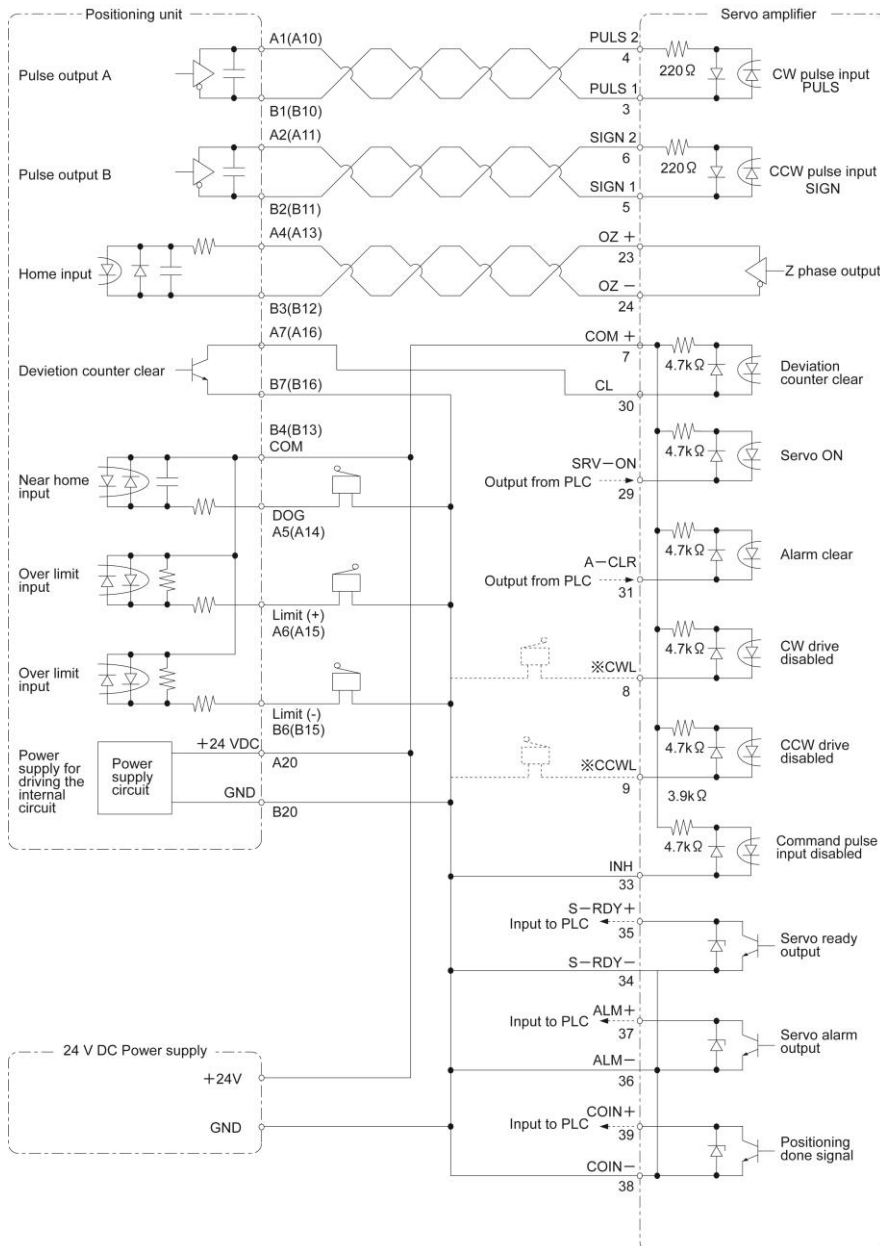 Positioning unit
Servo amplifier
A1(A10)
PULS 2
4
220Ω
Pulse output A
CW pulse input
PULS
PULS 1
3
B1(B10)
A2(A11)
SIGN 2
6
220Ω
Pulse output B
CCW pulse input
SIGN
SIGN 1
5
B2(B11)
A4(A13)
OZ +
23
Home input
Z phase output
OZ −
24
B3(B12)
A7(A16)
COM +
7
4.7kΩ
Devietion counter clear
Deviation
counter clear
B7(B16)
CL
30
B4(B13)
COM
4.7kΩ
Servo ON
Near home
input
SRV−ON
Output from PLC
29
DOG
A5(A14)
4.7kΩ
Alarm clear
A−CLR
Output from PLC
31
Over limit
input
Limit (+)
A6(A15)
4.7kΩ
CW drive
disabled
※CWL
8
Over limit
input
Limit (-)
B6(B15)
+24 VDC
A20
Power
supply
circuit
Power
supply for
driving the
internal
circuit
GND
B20
4.7kΩ
CCW drive
disabled
※CCWL
9
3.9kΩ
4.7kΩ
Command pulse
input disabled
INH
33
S−RDY+
Input to PLC
35
Servo ready
output
S−RDY−
34
ALM+
Input to PLC
37
Servo alarm
output
ALM−
36
24 V DC Power supply
+24V
GND
COIN+
Input to PLC
39
Positioning
done signal
COIN−
38